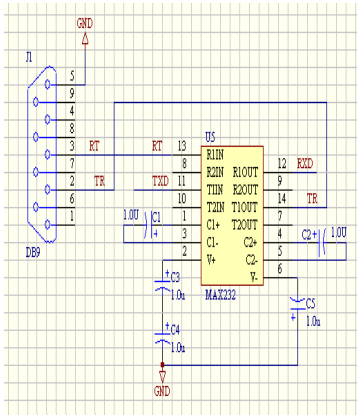 GND
J1
5
9
4
8
3
7
2
6
1
DB9
RT
TR
RT
TXD
U5
13
8
11
10
1
3
2
R1IN
R2IN
T1IN
T2IN
C1+
C1-
V+
R1OUT
R2OUT
T1OUT
T2OUT
C2+
C2-
V-
12
9
14
7
4
5
6
RXD
TR
1.0U
C1
+
C2
+
1.0U
MAX232
+
C3
1.0u
+
C4
1.0u
C5
+
1.0u
GND